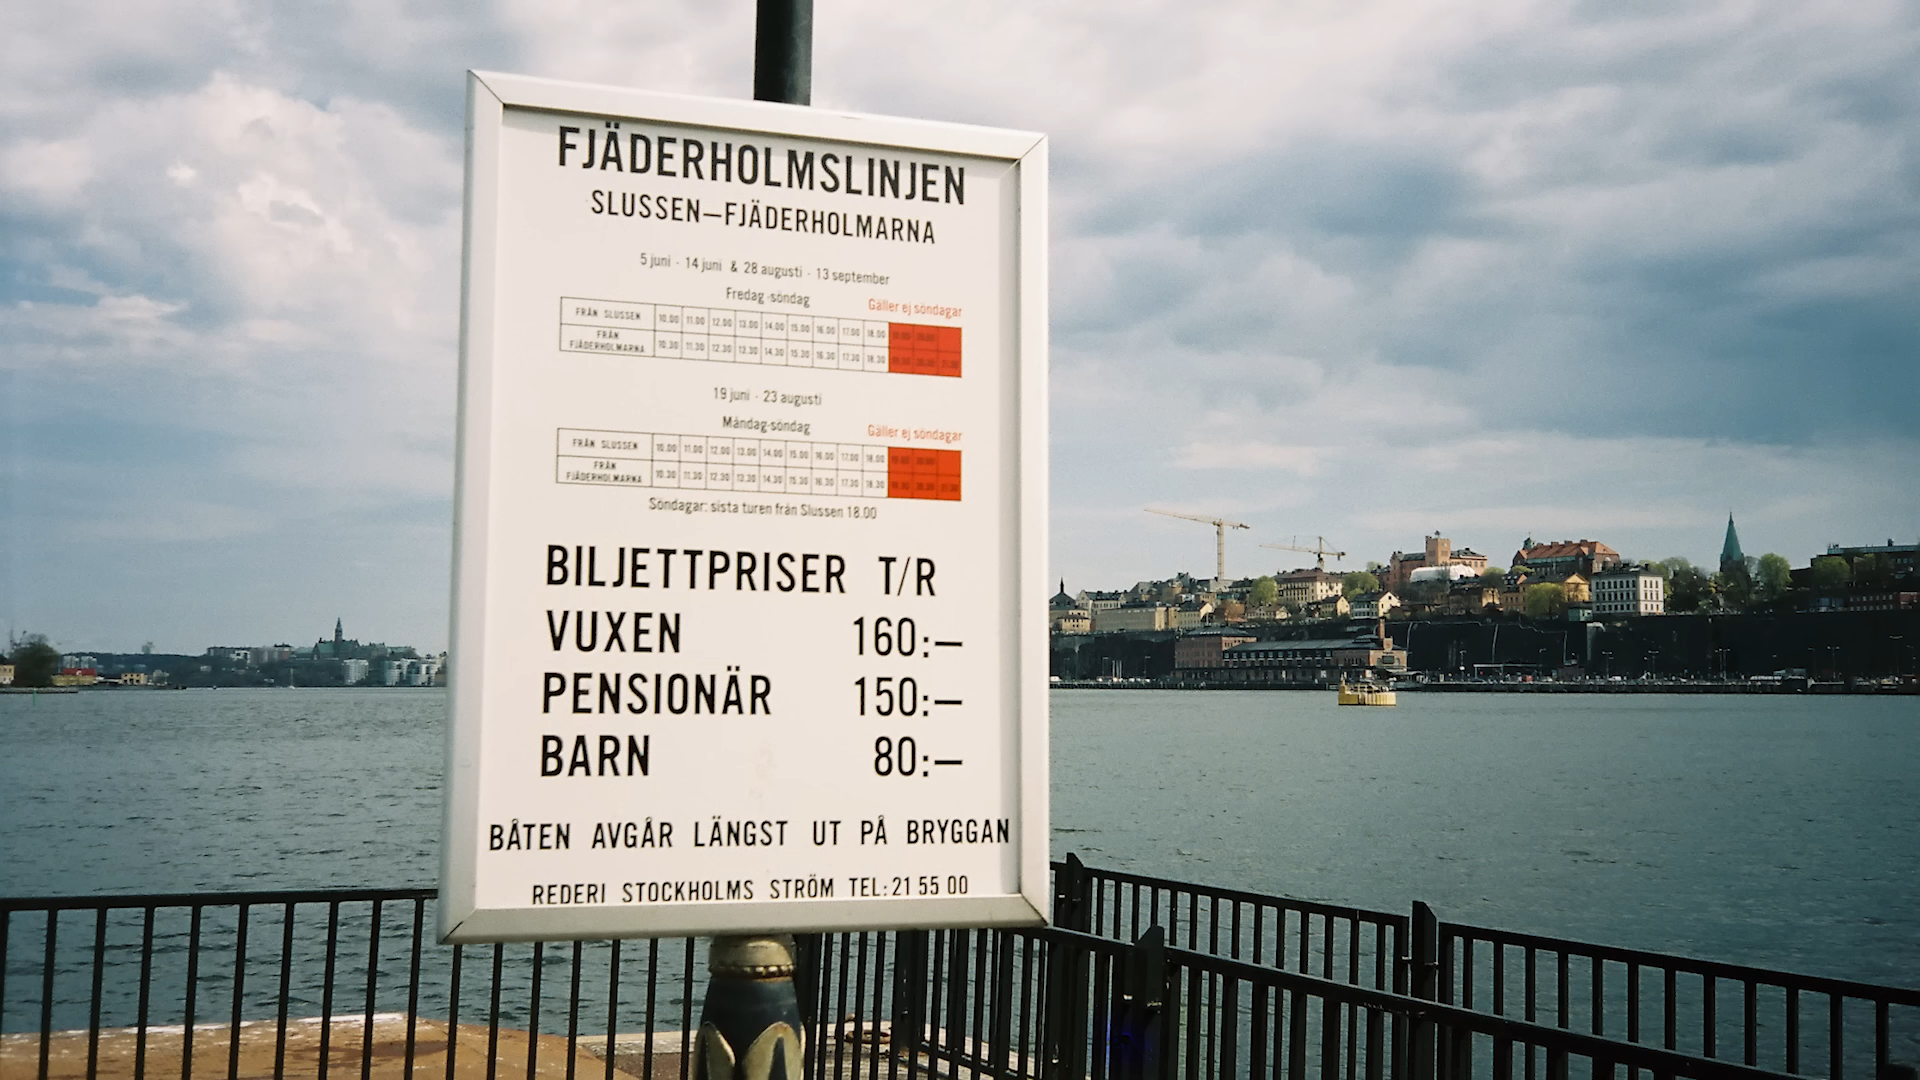 FJÄDERHOLMSLINJEN
SLUSSEN–FJÄDERHOLMARNA
5 juni - 14 juni & 28 augusti - 13 september
Fredag-söndag
Gäller ej söndagar
FRÅN SLUSSEN 10.00 11.00 12.00 13.00 14.00 15.00 16.00 17.00 18.00
FRÅN
FJÄDERHOLMARNA 10.30 11.30 12.30 13.30 14.30 15.30 16.30 17.30 18.30
19 juni - 23 augusti
Måndag-söndag
Gäller ej söndagar
FRÅN SLUSSEN 10.00 11.00 12.00 13.00 14.00 15.00 16.00 17.00 18.00
FRÅN
FJÄDERHOLMARNA 10.30 11.30 12.30 13.30 14.30 15.30 16.30 17.30 18.30
Söndagar: sista turen från Slussen 18.00
BILJETTPRISER T/R
VUXEN 160:–
PENSIONÄR 150:–
BARN 80:–
BÅTEN AVGÅR LÄNGST UT PÅ BRYGGAN
REDERI STOCKHOLMS STRÖM TEL: 21 55 00